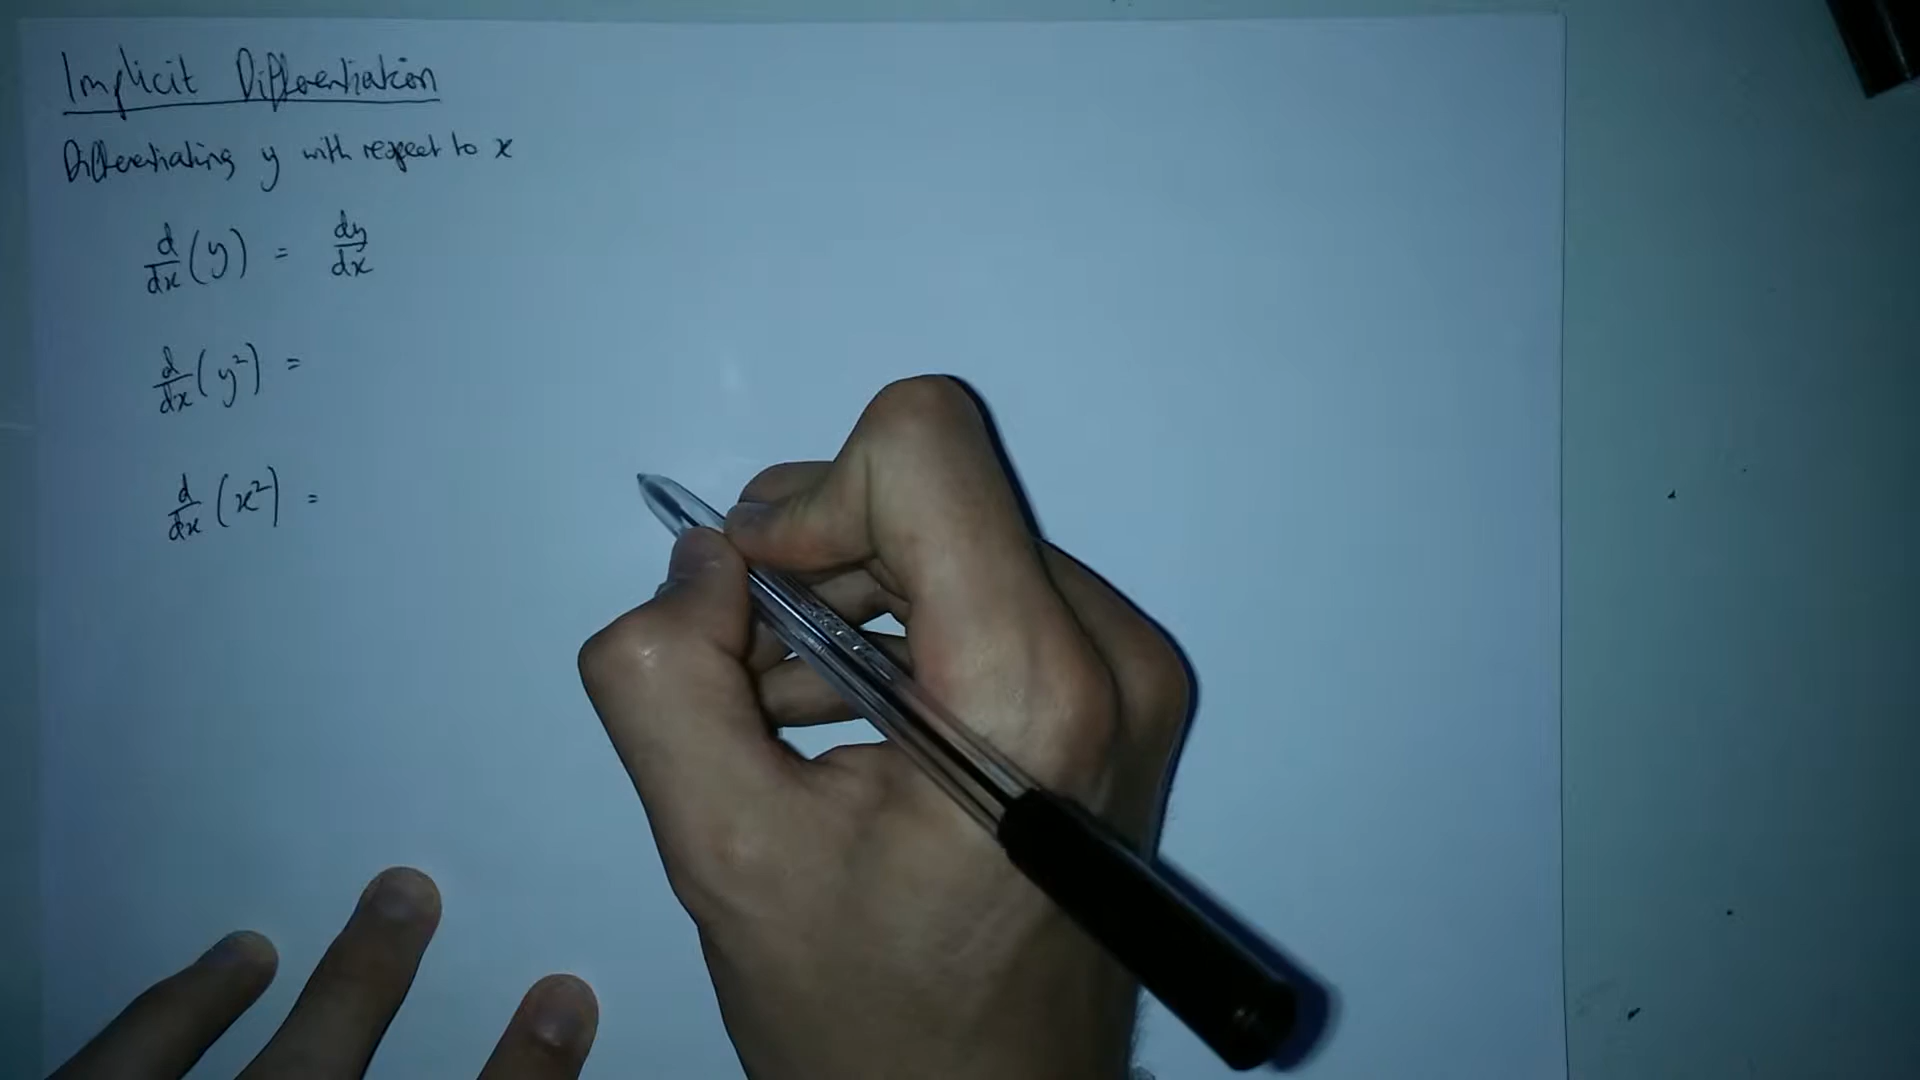 Implicit Differentiation
Differentiating y with respect to x
d/dx (y) = dy/dx
d/dx (y²) =
d/dx (x²) =